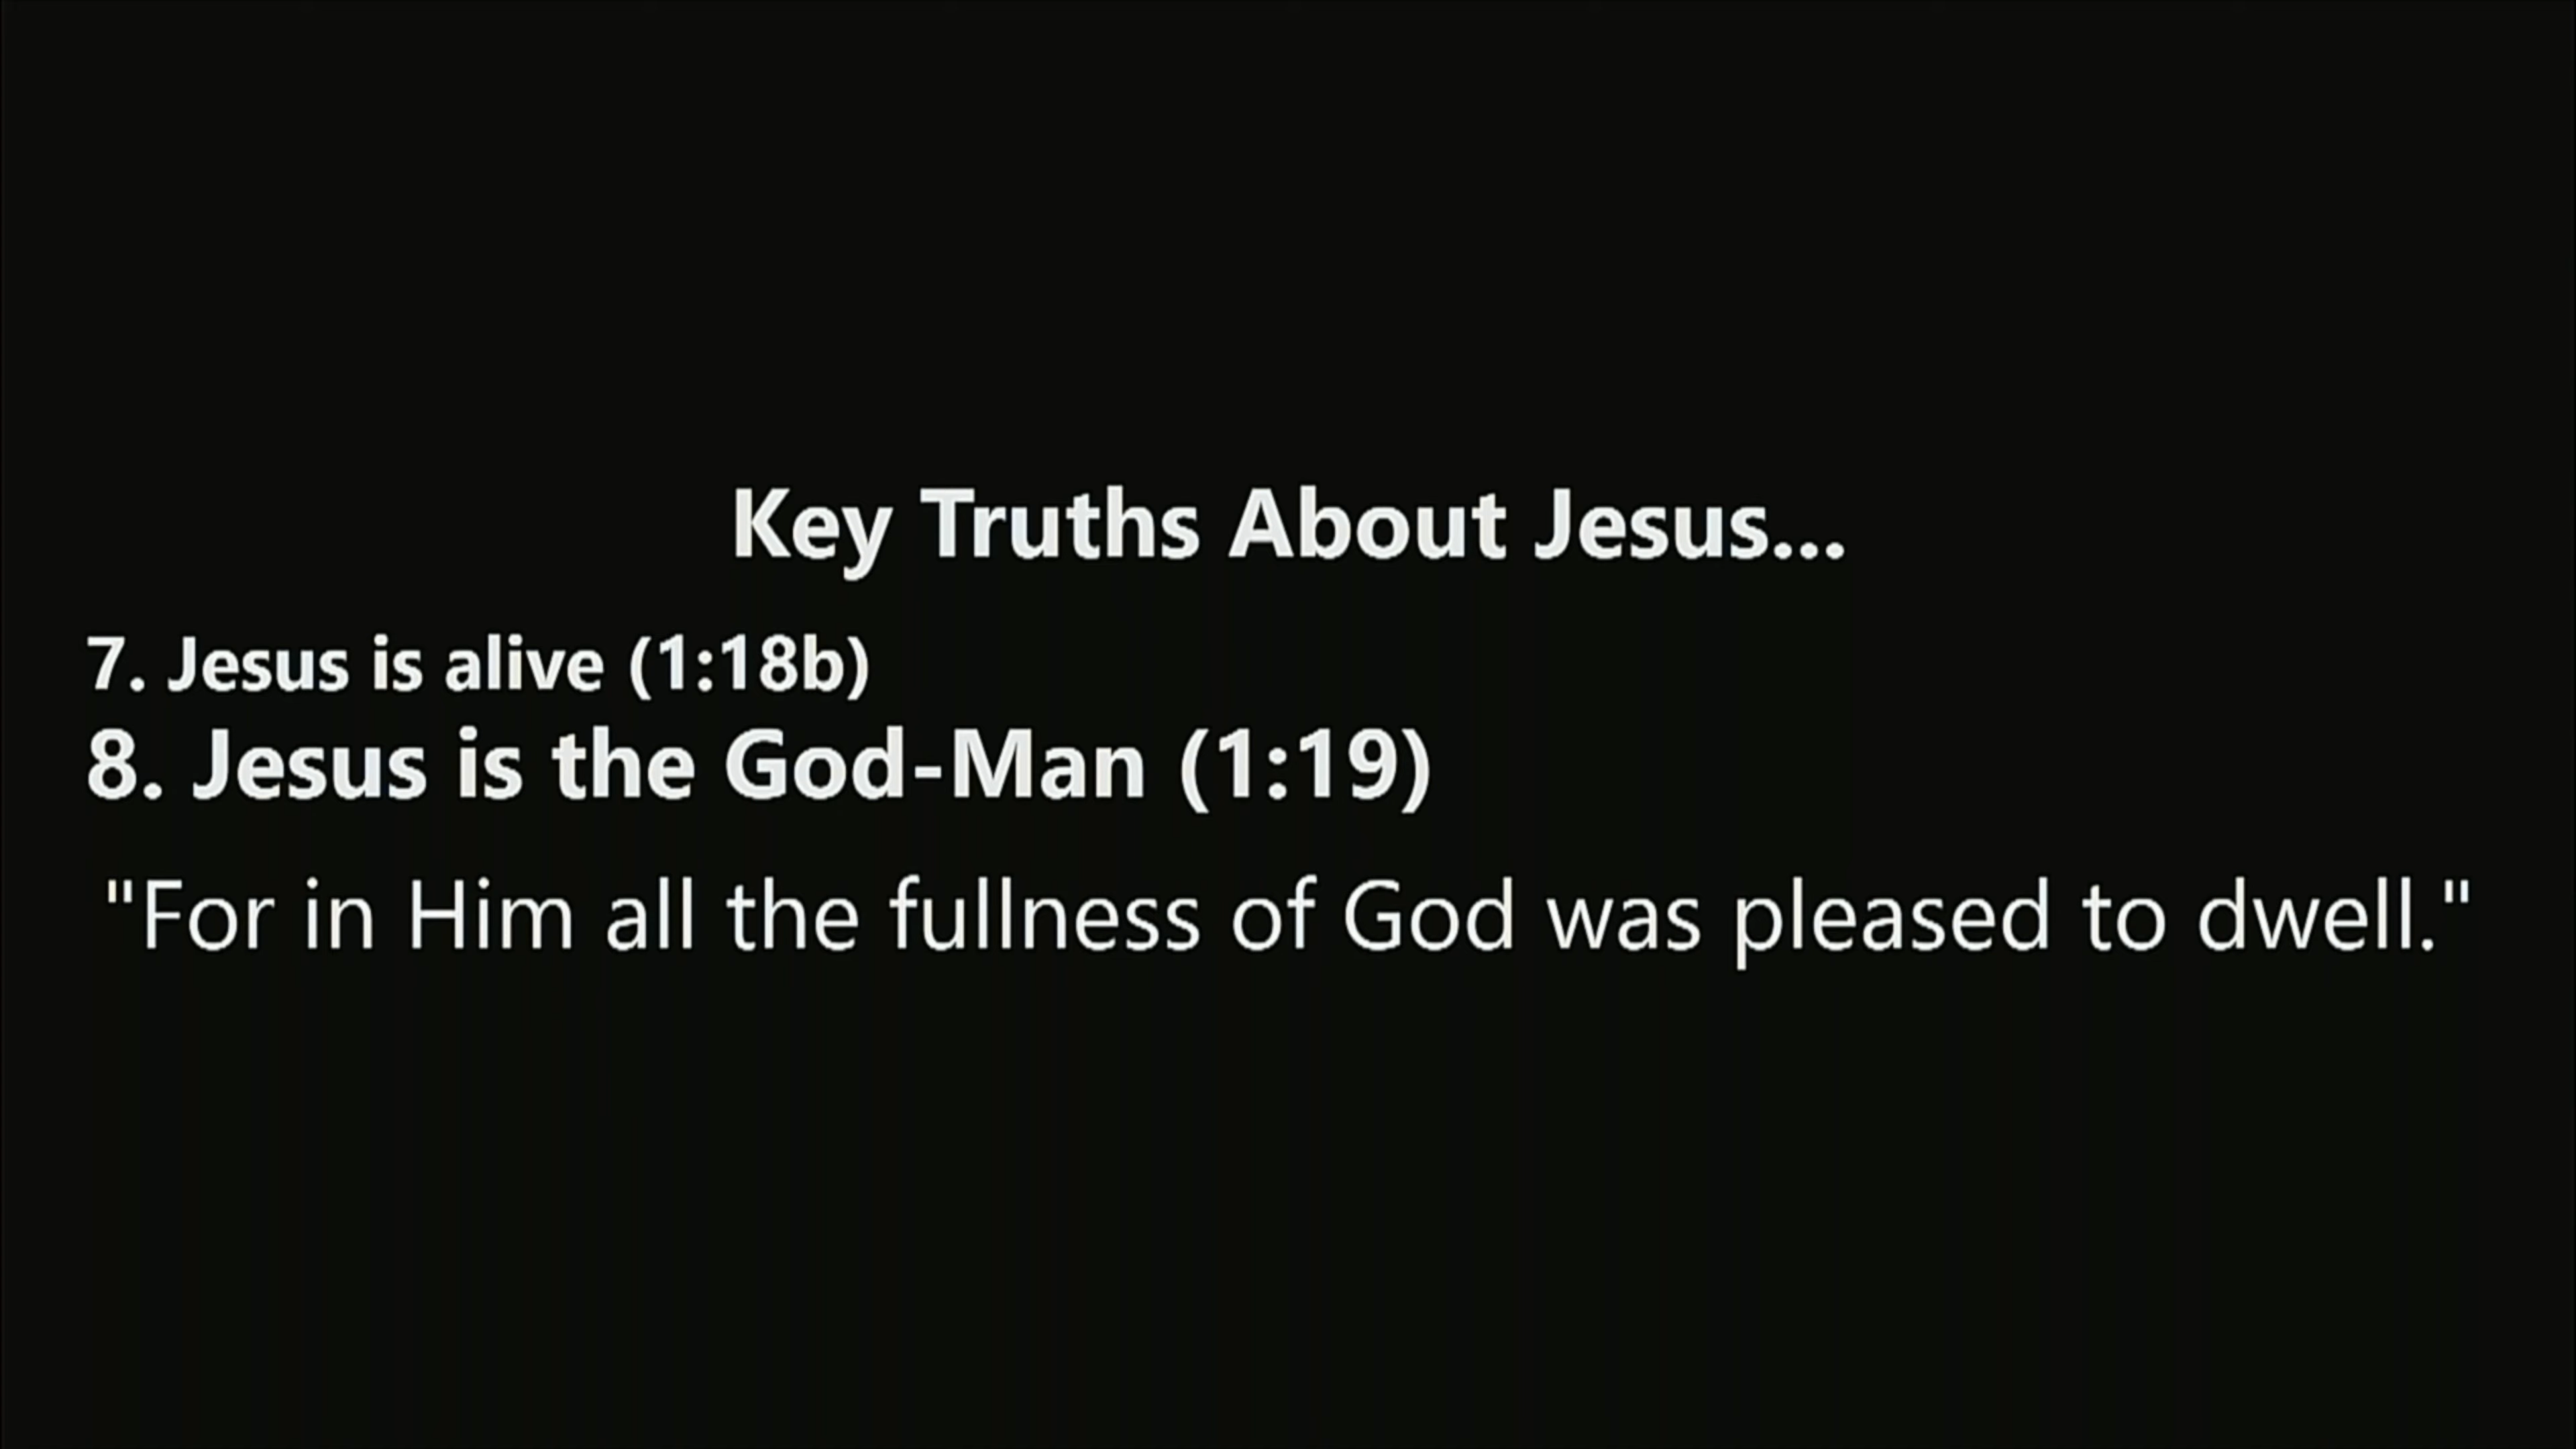 Key Truths About Jesus...
7. Jesus is alive (1:18b)
8. Jesus is the God-Man (1:19)
"For in Him all the fullness of God was pleased to dwell."